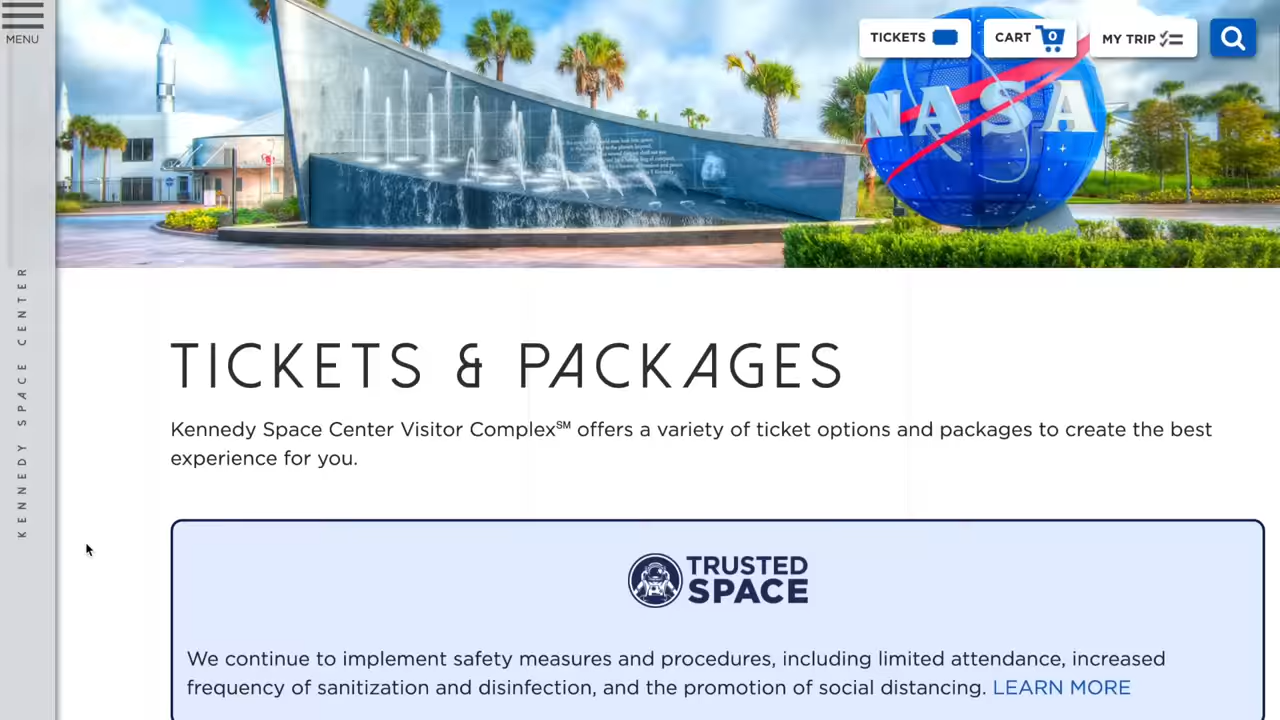 MENU
TICKETS
CART 0
MY TRIP
NASA
KENNEDY SPACE CENTER
TICKETS & PACKAGES
Kennedy Space Center Visitor Complex℠ offers a variety of ticket options and packages to create the best
experience for you.
TRUSTED
SPACE
We continue to implement safety measures and procedures, including limited attendance, increased
frequency of sanitization and disinfection, and the promotion of social distancing. LEARN MORE